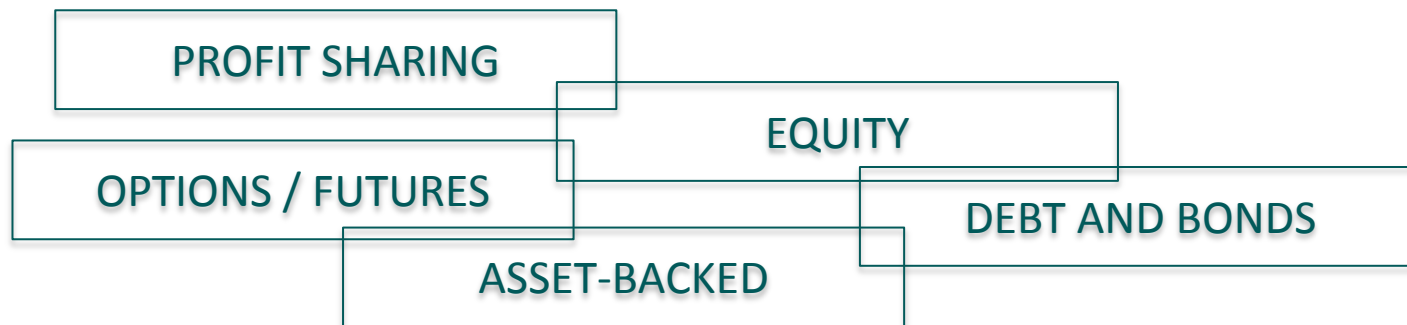 PROFIT SHARING
EQUITY
OPTIONS / FUTURES
DEBT AND BONDS
ASSET-BACKED